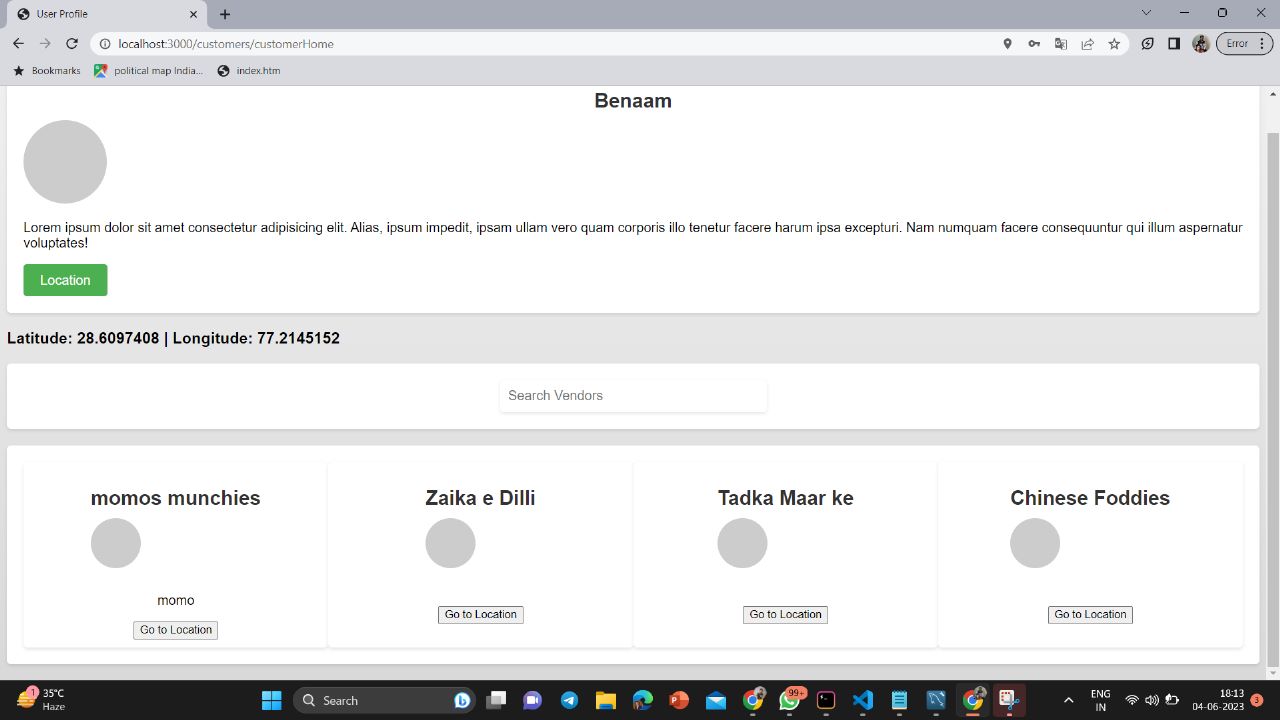 User Profile
localhost:3000/customers/customerHome
Error
Bookmarks
political map India...
index.htm
Benaam
Lorem ipsum dolor sit amet consectetur adipisicing elit. Alias, ipsum impedit, ipsam ullam vero quam corporis illo tenetur facere harum ipsa excepturi. Nam numquam facere consequuntur qui illum aspernatur
voluptates!
Location
Latitude: 28.6097408 | Longitude: 77.2145152
Search Vendors
momos munchies
momo
Go to Location
Zaika e Dilli
Go to Location
Tadka Maar ke
Go to Location
Chinese Foddies
Go to Location
1
35°C
Haze
Search
99+
ENG
IN
18:13
04-06-2023
3